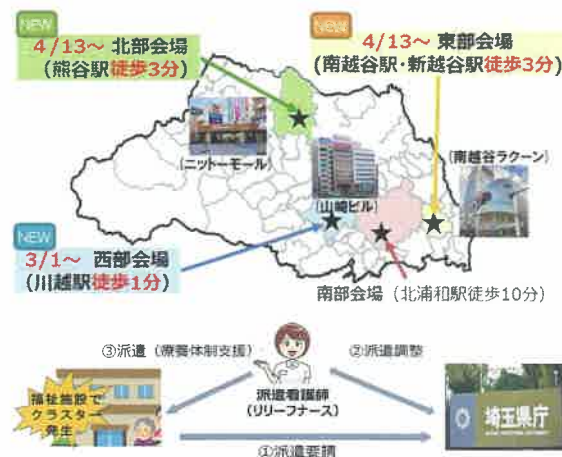 NEW
4/13～ 北部会場
(熊谷駅徒歩3分)
NEW
4/13～ 東部会場
(南越谷駅・新越谷駅徒歩3分)
(ニットーモール)
(山崎ビル)
(南越谷ラクーン)
NEW
3/1～ 西部会場
(川越駅徒歩1分)
南部会場（北浦和駅徒歩10分）
③派遣（療養体制支援）
②派遣調整
福祉施設で
クラスター
発生
派遣看護師
(リリーフナース)
埼玉県庁
①派遣要請